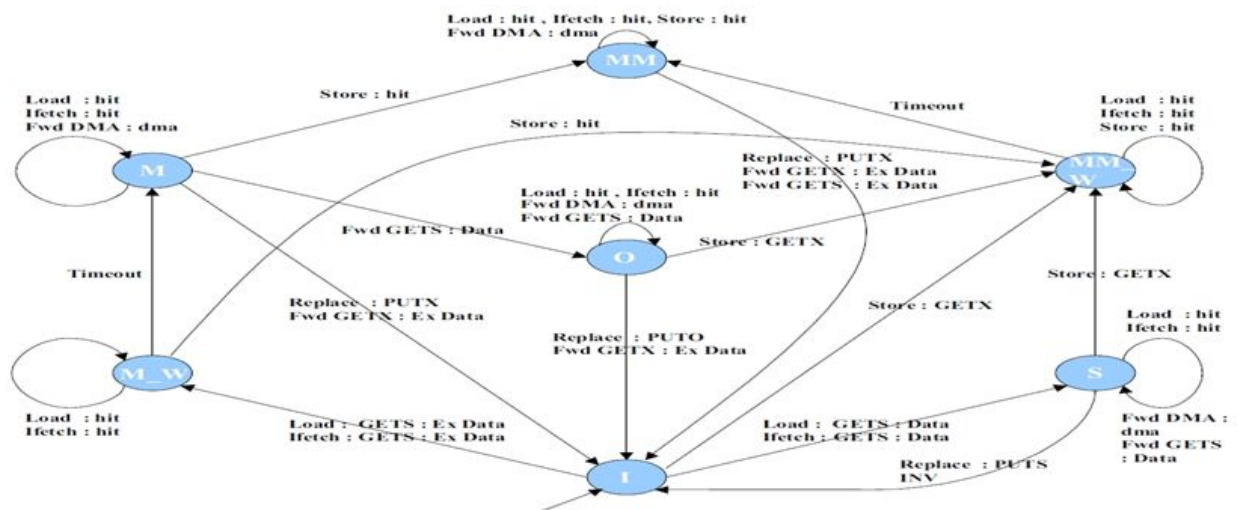 Load : hit , Ifetch : hit, Store : hit
Fwd DMA : dma
MM
Load : hit
Ifetch : hit
Fwd DMA : dma
Store : hit
Timeout
Load : hit
Ifetch : hit
Store : hit
Store : hit
M
Replace : PUTX
Fwd GETX : Ex Data
Fwd GETS : Ex Data
MM_
W
Load : hit , Ifetch : hit
Fwd DMA : dma
Fwd GETS : Data
Fwd GETS : Data
Store : GETX
O
Timeout
Store : GETX
Replace : PUTX
Fwd GETX : Ex Data
Store : GETX
Load : hit
Ifetch : hit
Replace : PUTO
Fwd GETX : Ex Data
M_W
S
Load : hit
Ifetch : hit
Load : GETS : Ex Data
Ifetch : GETS : Ex Data
Load : GETS : Data
Ifetch : GETS : Data
Fwd DMA :
dma
Fwd GETS
: Data
Replace : PUTS
INV
I